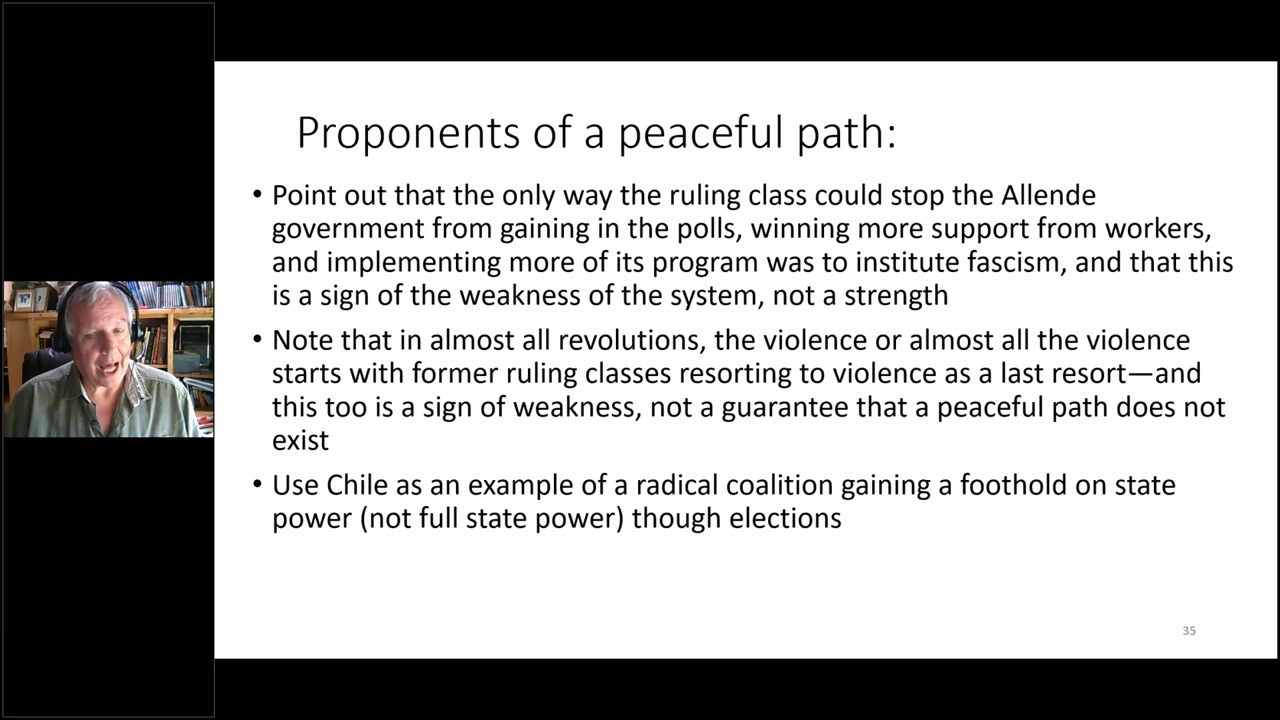 Proponents of a peaceful path:
• Point out that the only way the ruling class could stop the Allende
government from gaining in the polls, winning more support from workers,
and implementing more of its program was to institute fascism, and that this
is a sign of the weakness of the system, not a strength
• Note that in almost all revolutions, the violence or almost all the violence
starts with former ruling classes resorting to violence as a last resort—and
this too is a sign of weakness, not a guarantee that a peaceful path does not
exist
• Use Chile as an example of a radical coalition gaining a foothold on state
power (not full state power) though elections
35